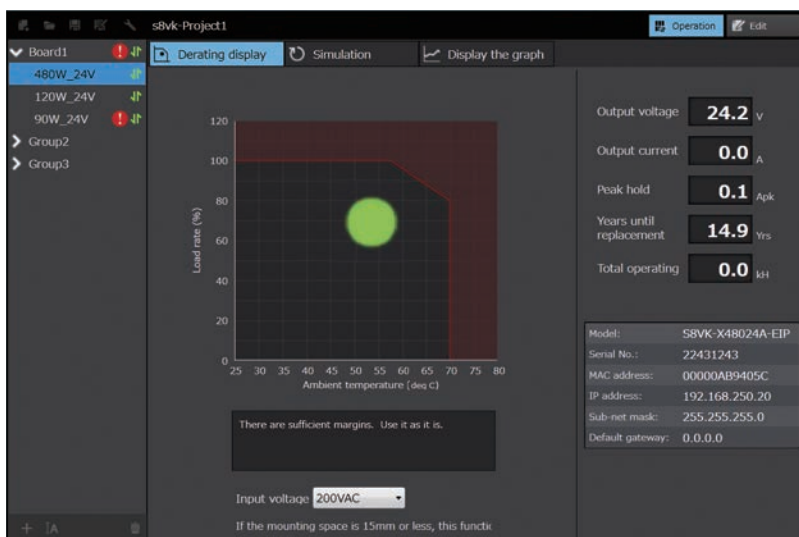 s8vk-Project1
Operation
Edit
Board1
480W_24V
120W_24V
90W_24V
Group2
Group3
Derating display
Simulation
Display the graph
120
100
80
60
40
20
0
Load rate (%)
25 30 35 40 45 50 55 60 65 70 75 80
Ambient temperature [deg C]
There are sufficient margins. Use it as it is.
Input voltage 200VAC
If the mounting space is 15mm or less, this functic
Output voltage 24.2 V
Output current 0.0 A
Peak hold 0.1 Apk
Years until
replacement 14.9 Yrs
Total operating 0.0 kH
Model: S8VK-X48024A-EIP
Serial No.: 22431243
MAC address: 00000AB9405C
IP address: 192.168.250.20
Sub-net mask: 255.255.255.0
Default gateway: 0.0.0.0